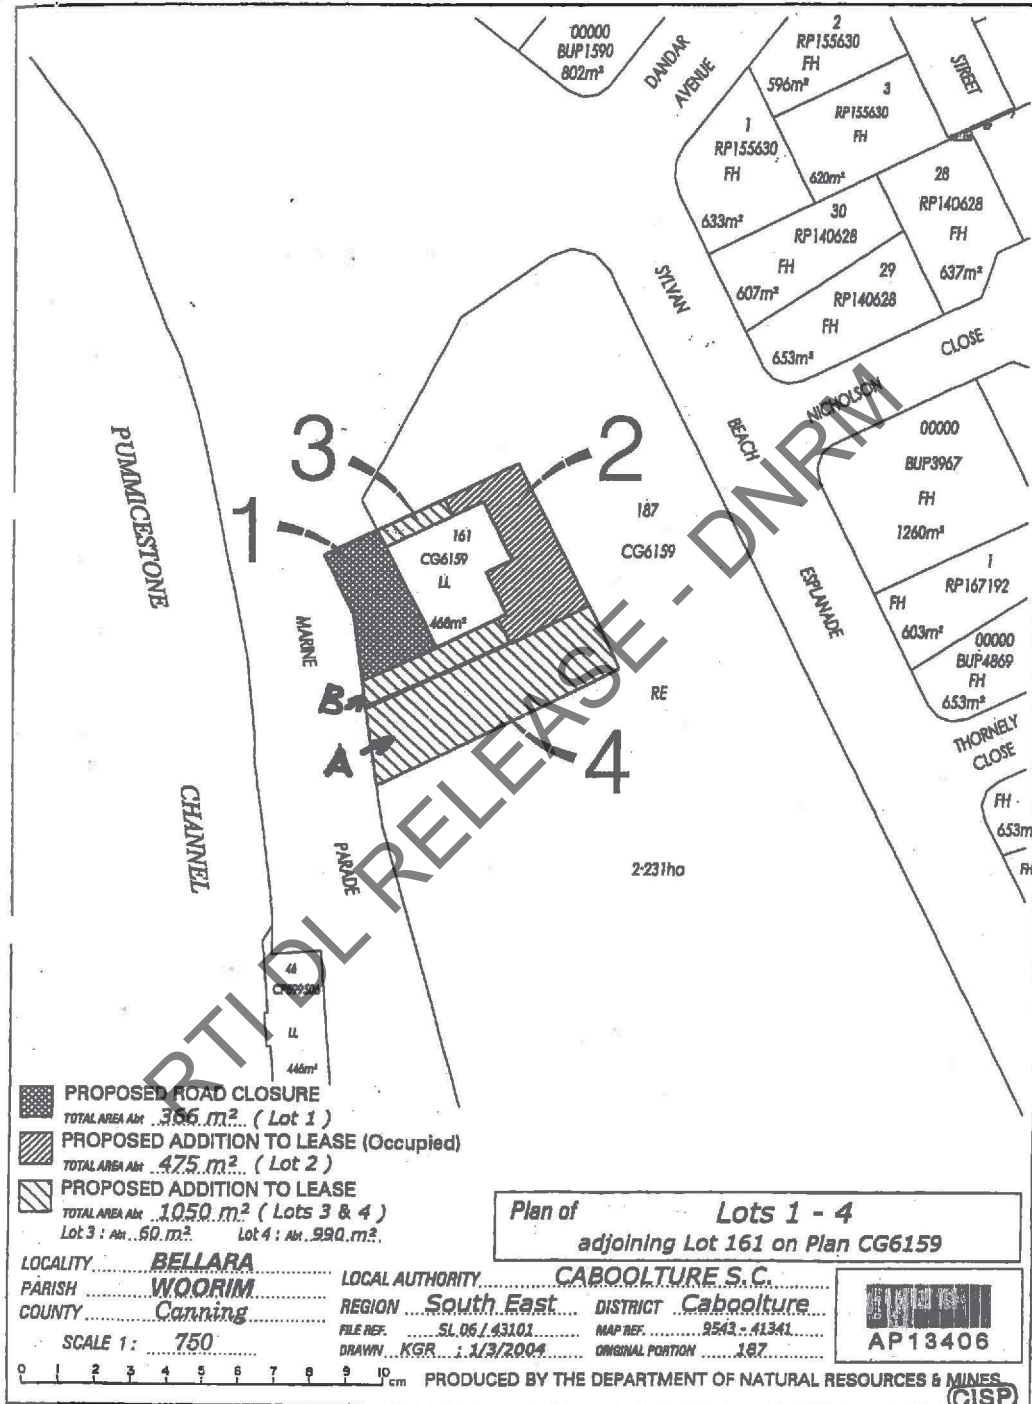 00000
BUP1590
802m²
DANDAR
AVENUE
2
RP155630
FH
596m²
STREET
3
RP155630
FH
620m²
1
RP155630
FH
633m²
28
RP140628
FH
637m²
30
RP140628
FH
607m²
29
RP140628
FH
653m²
SYLVAN
BEACH
ESPLANADE
NICHOLSON
CLOSE
00000
BUP3967
FH
1260m²
1
RP167192
FH
603m²
00000
BUP4869
FH
653m²
THORNELY
CLOSE
FH
653m
FH
PUMMICESTONE
CHANNEL
MARINE
PARADE
3
2
1
4
161
CG6159
LL
468m²
187
CG6159
RE
2·231ha
B
A
46
CP899508
LL
446m²
RTI DL RELEASE - DNRM
PROPOSED ROAD CLOSURE
TOTAL AREA Abt 366 m² ( Lot 1 )
PROPOSED ADDITION TO LEASE (Occupied)
TOTAL AREA Abt 475 m² ( Lot 2 )
PROPOSED ADDITION TO LEASE
TOTAL AREA Abt 1050 m² ( Lots 3 & 4 )
Lot 3 : Abt 60 m² Lot 4 : Abt 990 m²
Plan of Lots 1 - 4
adjoining Lot 161 on Plan CG6159
LOCALITY BELLARA
PARISH WOORIM
COUNTY Canning
SCALE 1: 750
LOCAL AUTHORITY CABOOLTURE S.C.
REGION South East DISTRICT Caboolture
FILE REF. SL 06 / 43101 MAP REF. 9543 - 41341
DRAWN KGR : 1/3/2004 ORIGINAL PORTION 187
AP13406
0 1 2 3 4 5 6 7 8 9 10 cm
PRODUCED BY THE DEPARTMENT OF NATURAL RESOURCES & MINES
CISP